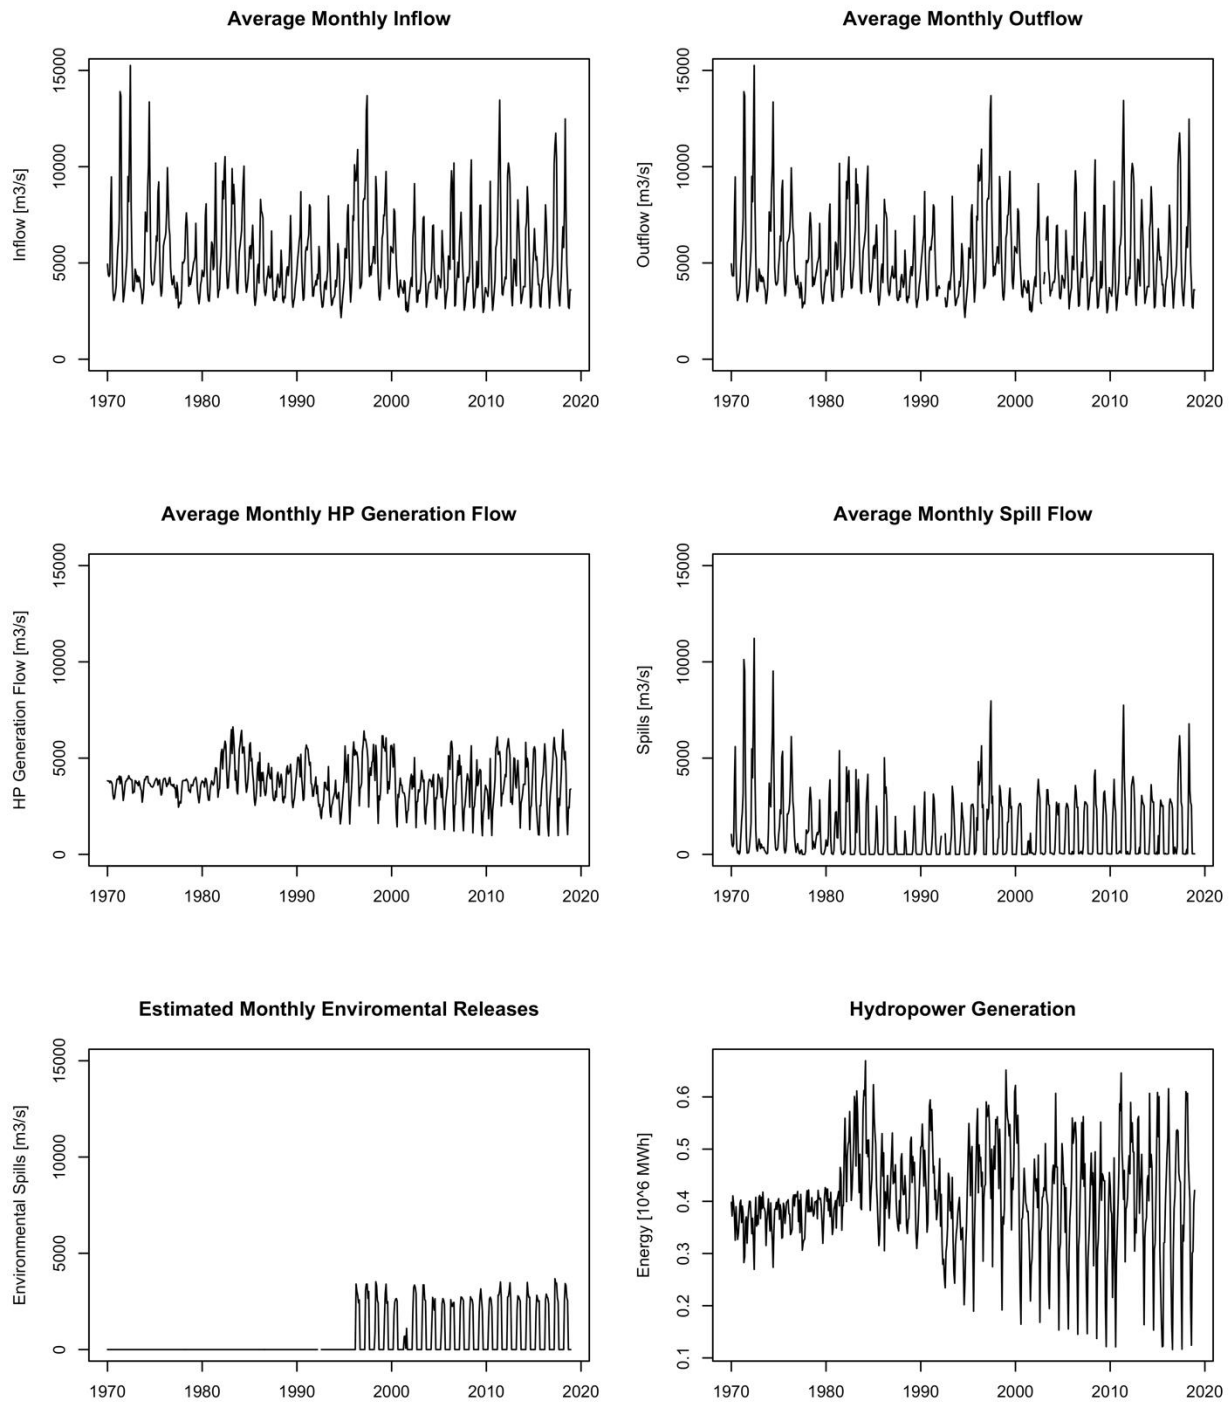 Average Monthly Inflow
Inflow [m3/s]
15000
10000
5000
0
1970 1980 1990 2000 2010 2020
Average Monthly Outflow
Outflow [m3/s]
15000
10000
5000
0
1970 1980 1990 2000 2010 2020
Average Monthly HP Generation Flow
HP Generation Flow [m3/s]
15000
10000
5000
0
1970 1980 1990 2000 2010 2020
Average Monthly Spill Flow
Spills [m3/s]
15000
10000
5000
0
1970 1980 1990 2000 2010 2020
Estimated Monthly Enviromental Releases
Environmental Spills [m3/s]
15000
10000
5000
0
1970 1980 1990 2000 2010 2020
Hydropower Generation
Energy [10^6 MWh]
0.6
0.5
0.4
0.3
0.2
0.1
1970 1980 1990 2000 2010 2020